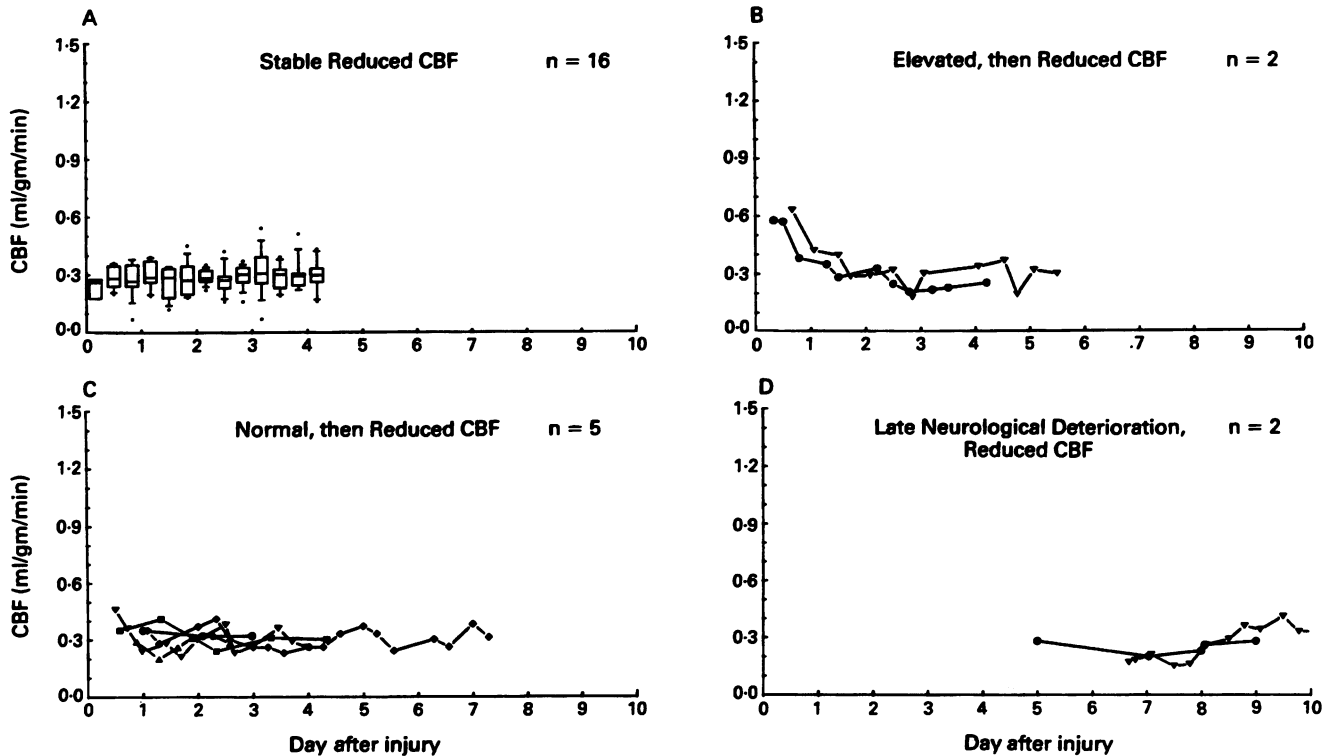 A
Stable Reduced CBF n = 16
CBF (ml/gm/min)
1·5
1·2
0·9
0·6
0·3
0·0
0 1 2 3 4 5 6 7 8 9 10
B
Elevated, then Reduced CBF n = 2
1·5
1·2
0·9
0·6
0·3
0·0
0 1 2 3 4 5 6 .7 8 9 10
C
Normal, then Reduced CBF n = 5
CBF (ml/gm/min)
1·5
1·2
0·9
0·6
0·3
0·0
0 1 2 3 4 5 6 7 8 9 10
Day after injury
D
Late Neurological Deterioration, n = 2
Reduced CBF
1·5
1·2
0·9
0·6
0·3
0·0
0 1 2 3 4 5 6 7 8 9 10
Day after injury